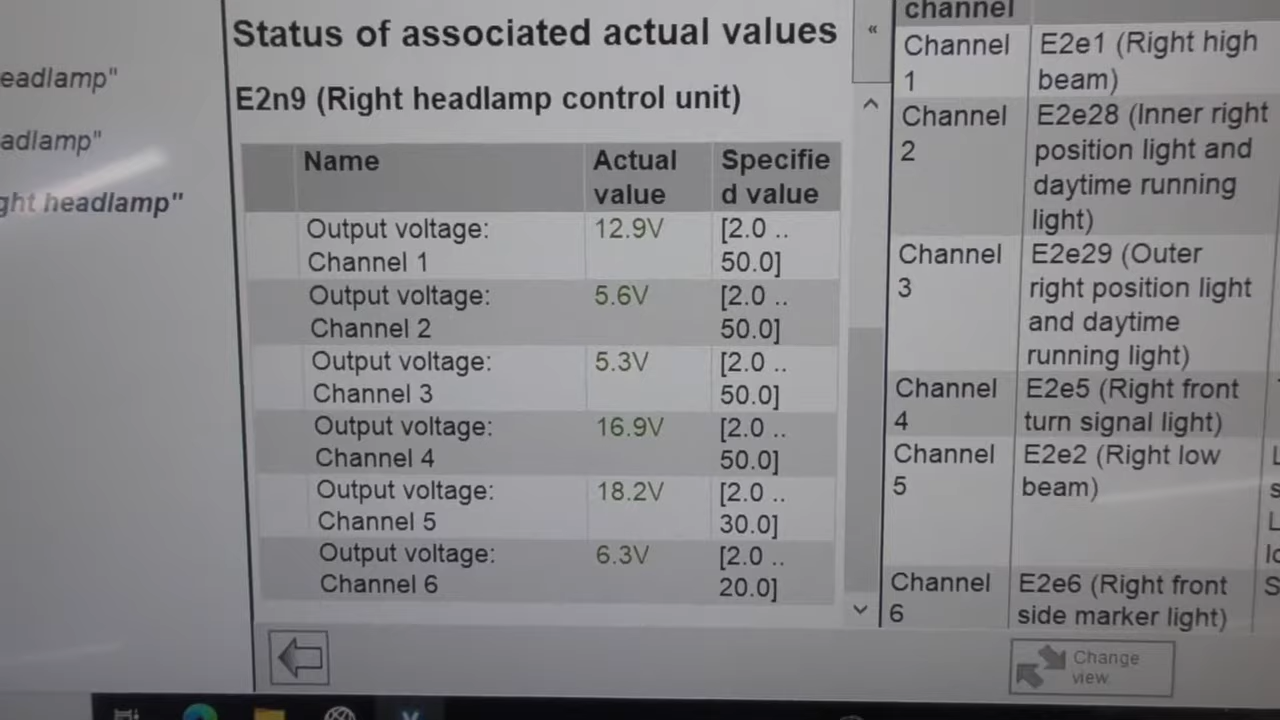 eadlamp"
adlamp"
ght headlamp"
Status of associated actual values
E2n9 (Right headlamp control unit)
Name
Actual
value
Specifie
d value
Output voltage:
Channel 1
12.9V
[2.0 ..
50.0]
Output voltage:
Channel 2
5.6V
[2.0 ..
50.0]
Output voltage:
Channel 3
5.3V
[2.0 ..
50.0]
Output voltage:
Channel 4
16.9V
[2.0 ..
50.0]
Output voltage:
Channel 5
18.2V
[2.0 ..
30.0]
Output voltage:
Channel 6
6.3V
[2.0 ..
20.0]
«
channel
Channel
1
E2e1 (Right high
beam)
Channel
2
E2e28 (Inner right
position light and
daytime running
light)
Channel
3
E2e29 (Outer
right position light
and daytime
running light)
Channel
4
E2e5 (Right front
turn signal light)
Channel
5
E2e2 (Right low
beam)
Channel
6
E2e6 (Right front
side marker light)
Change
view